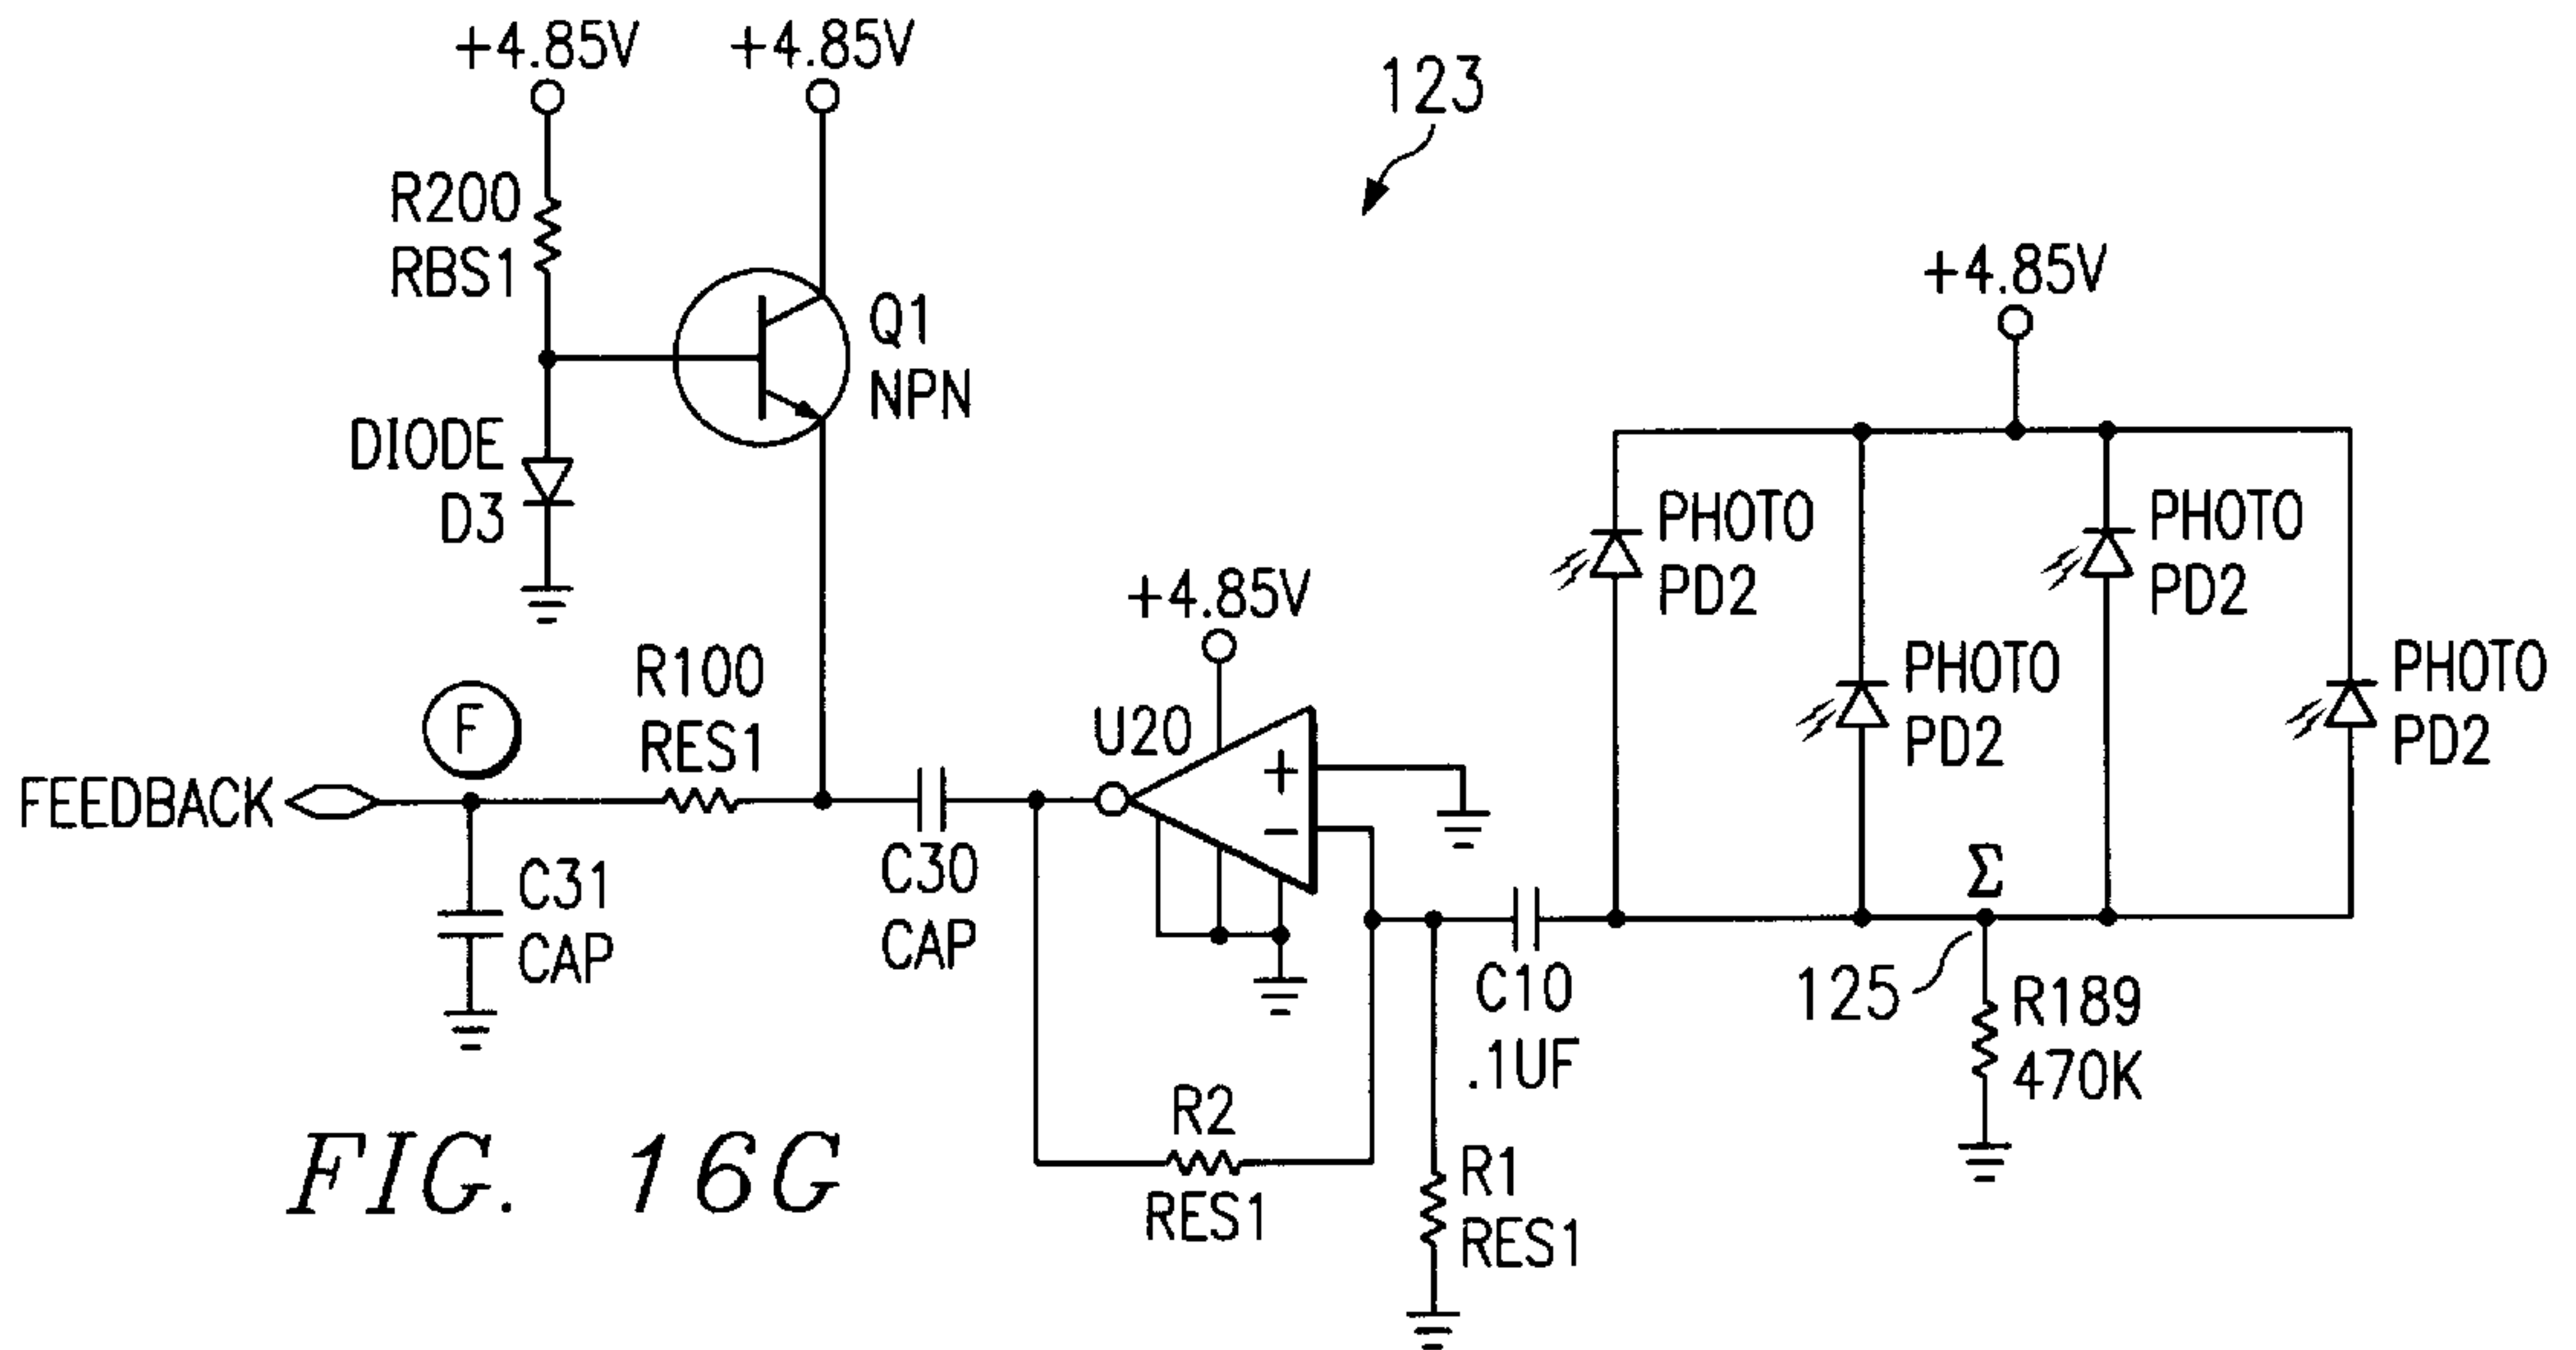 +4.85V
+4.85V
123
R200
RBS1
Q1
NPN
+4.85V
DIODE
D3
PHOTO
PD2
PHOTO
PD2
+4.85V
PHOTO
PD2
PHOTO
PD2
R100
RES1
F
U20
FEEDBACK
+
−
C31
CAP
C30
CAP
Σ
125
C10
.1UF
R189
470K
R2
RES1
R1
RES1
FIG. 16G